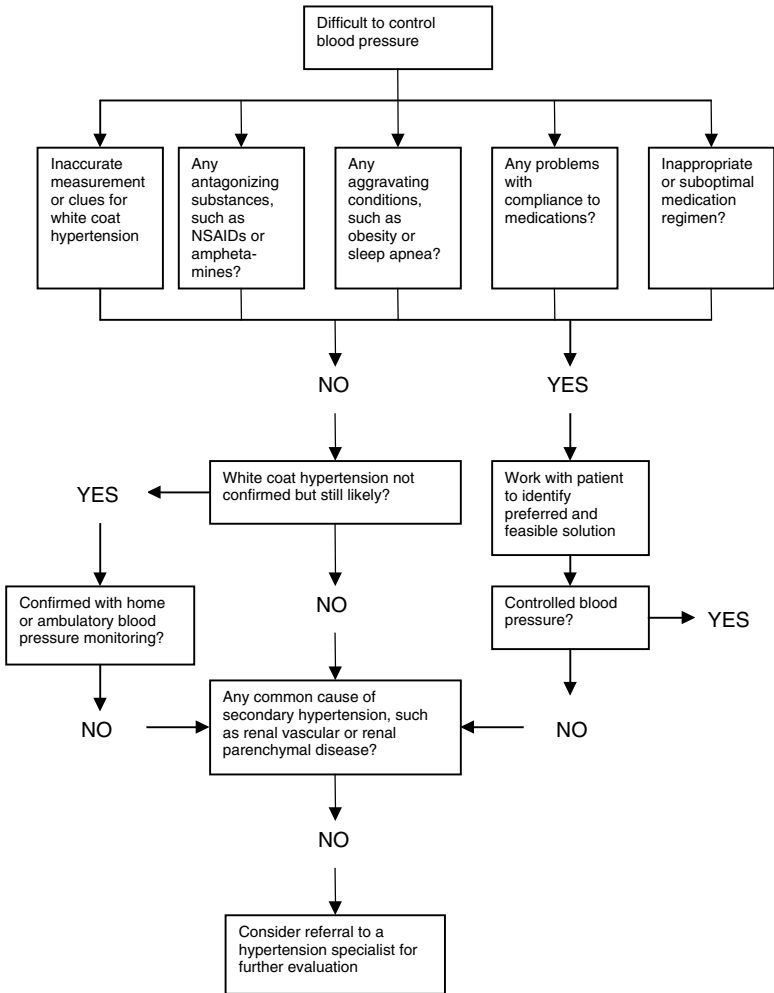 Difficult to control
blood pressure
Inaccurate
measurement
or clues for
white coat
hypertension
Any
antagonizing
substances,
such as
NSAIDs or
ampheta-
mines?
Any
aggravating
conditions,
such as
obesity or
sleep apnea?
Any problems
with
compliance to
medications?
Inappropriate
or suboptimal
medication
regimen?
NO
YES
White coat hypertension not
confirmed but still likely?
YES
Work with patient
to identify
preferred and
feasible solution
Confirmed with home
or ambulatory blood
pressure monitoring?
NO
Controlled blood
pressure?
YES
NO
Any common cause of
secondary hypertension, such
as renal vascular or renal
parenchymal disease?
NO
NO
Consider referral to a
hypertension specialist for
further evaluation